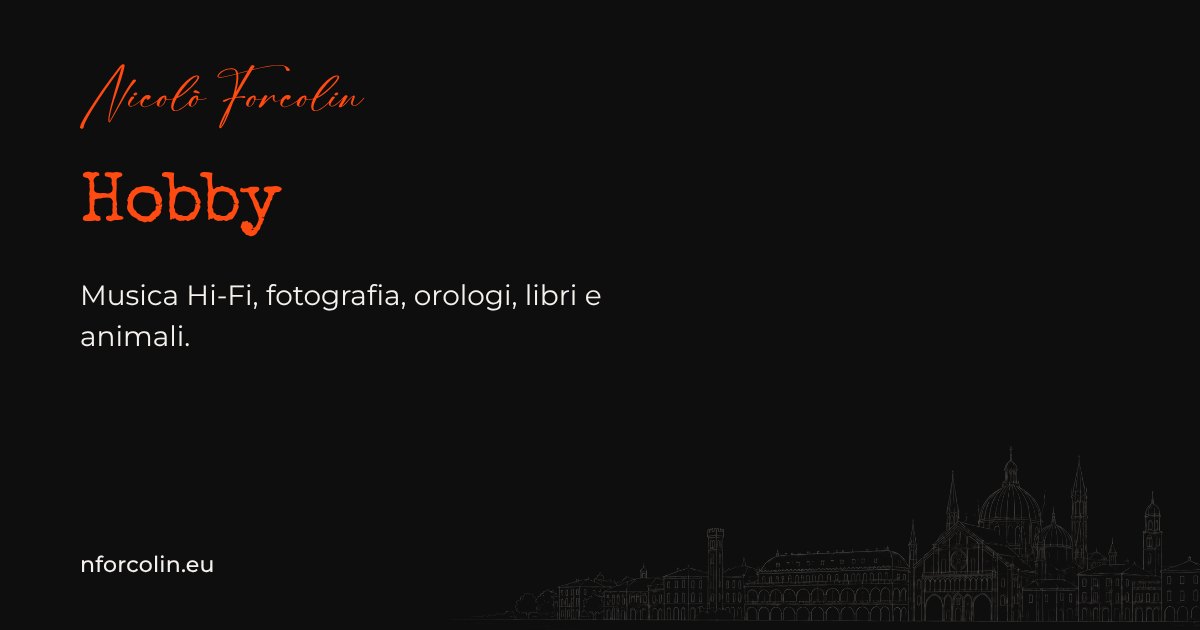 Nicolò Forcolin
Hobby
Musica Hi-Fi, fotografia, orologi, libri e
animali.
nforcolin.eu